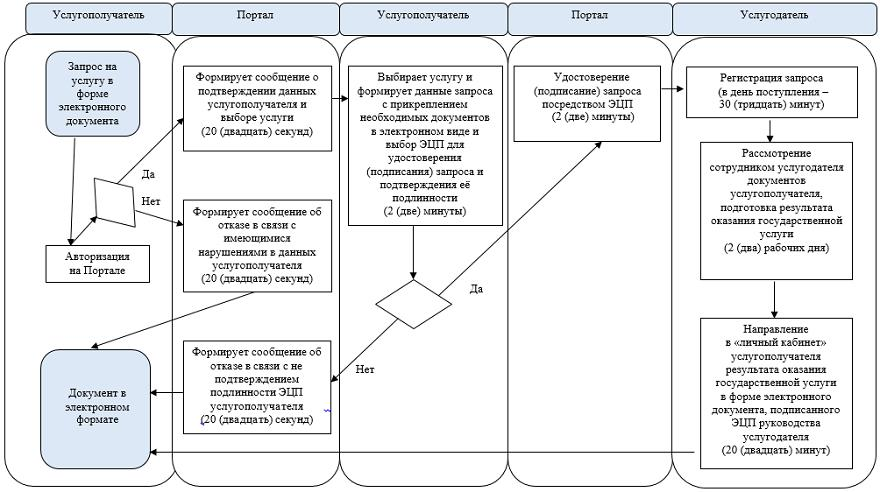 Услугополучатель
Портал
Услугополучатель
Портал
Услугодатель
Запрос на
услугу в
форме
электронного
документа
Да
Нет
Авторизация
на Портале
Документ в
электронном
формате
Формирует сообщение о
подтверждении данных
услугополучателя и
выборе услуги
(20 (двадцать) секунд)
Формирует сообщение об
отказе в связи с
имеющимися
нарушениями в данных
услугополучателя
(20 (двадцать) секунд)
Формирует сообщение об
отказе в связи с не
подтверждением
подлинности ЭЦП
услугополучателя
(20 (двадцать) секунд)
Выбирает услугу и
формирует данные запроса
с прикреплением
необходимых документов
в электронном виде и
выбор ЭЦП для
удостоверения
(подписания) запроса и
подтверждения её
подлинности
(2 (две) минуты)
Да
Нет
Удостоверение
(подписание) запроса
посредством ЭЦП
(2 (две) минуты)
Регистрация запроса
(в день поступления –
30 (тридцать) минут)
Рассмотрение
сотрудником услугодателя
документов
услугополучателя,
подготовка результата
оказания государственной
услуги
(2 (два) рабочих дня)
Направление
в «личный кабинет»
услугополучателя
результата оказания
государственной услуги
в форме электронного
документа, подписанного
ЭЦП руководства
услугодателя
(20 (двадцать) минут)